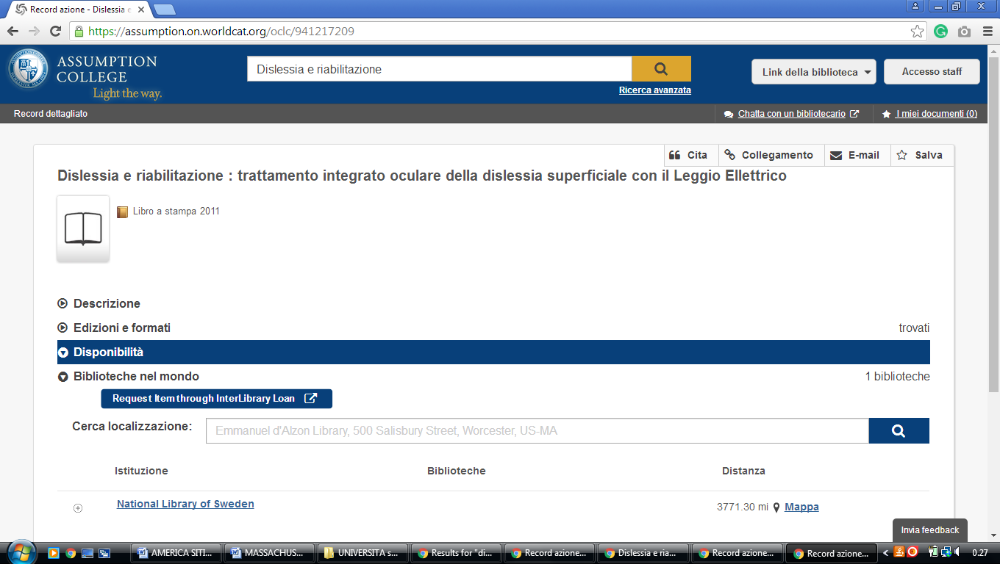 Record azione - Dislessia e
https://assumption.on.worldcat.org/oclc/941217209
ASSUMPTION
COLLEGE
Light the way.
Dislessia e riabilitazione
Ricerca avanzata
Link della biblioteca
Accesso staff
Record dettagliato
Chatta con un bibliotecario
I miei documenti (0)
Cita
Collegamento
E-mail
Salva
Dislessia e riabilitazione : trattamento integrato oculare della dislessia superficiale con il Leggio Ellettrico
Libro a stampa 2011
Descrizione
Edizioni e formati trovati
Disponibilità
Biblioteche nel mondo 1 biblioteche
Request Item through InterLibrary Loan
Cerca localizzazione: Emmanuel d'Alzon Library, 500 Salisbury Street, Worcester, US-MA
Istituzione Biblioteche Distanza
National Library of Sweden 3771.30 mi Mappa
Invia feedback
AMERICA SITI... MASSACHUS... UNIVERSITA s... Results for "di... Record azione... Dislessia e ria... Record azione... Record azione... 0.27